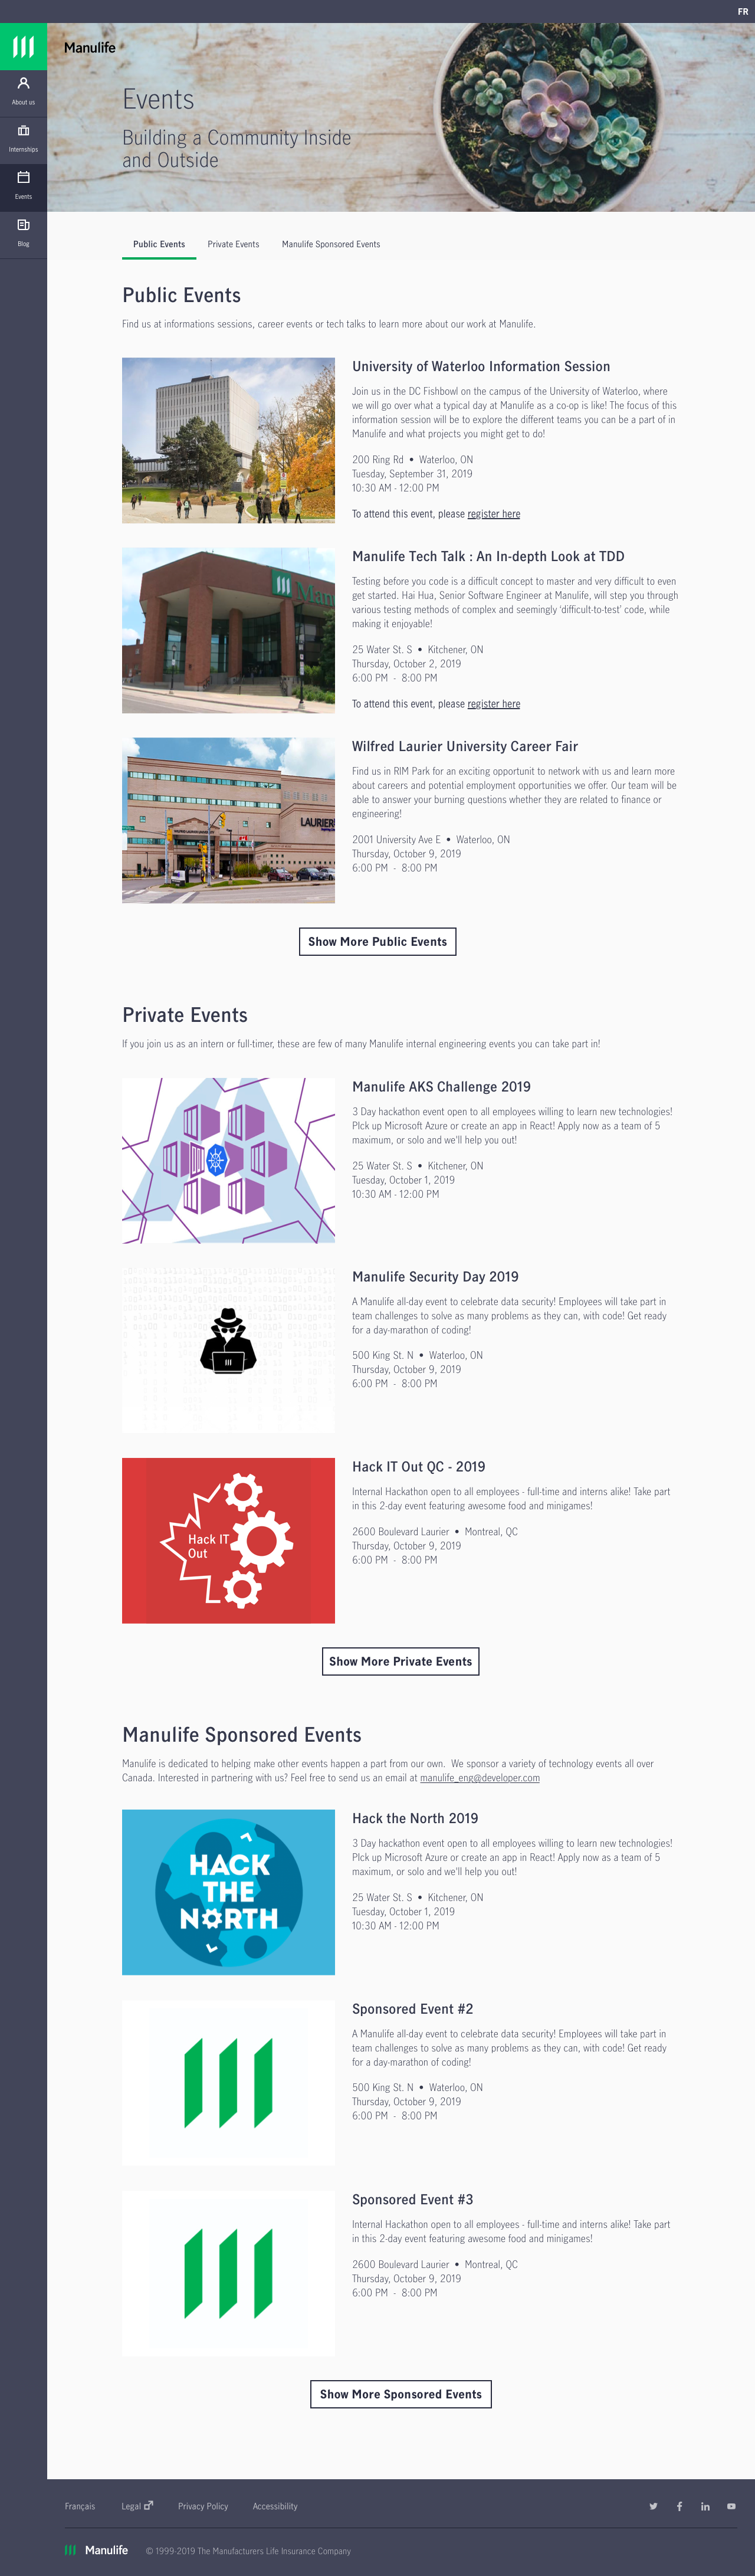 FR
Manulife
About us
Internships
Events
Blog
Events
Building a Community Inside
and Outside
Public Events
Private Events
Manulife Sponsored Events
Public Events
Find us at informations sessions, career events or tech talks to learn more about our work at Manulife.
University of Waterloo Information Session
Join us in the DC Fishbowl on the campus of the University of Waterloo, where
we will go over what a typical day at Manulife as a co-op is like! The focus of this
information session will be to explore the different teams you can be a part of in
Manulife and what projects you might get to do!
200 Ring Rd • Waterloo, ON
Tuesday, September 31, 2019
10:30 AM - 12:00 PM
To attend this event, please register here
Manulife Tech Talk : An In-depth Look at TDD
Testing before you code is a difficult concept to master and very difficult to even
get started. Hai Hua, Senior Software Engineer at Manulife, will step you through
various testing methods of complex and seemingly 'difficult-to-test' code, while
making it enjoyable!
25 Water St. S • Kitchener, ON
Thursday, October 2, 2019
6:00 PM - 8:00 PM
To attend this event, please register here
Manu
Wilfred Laurier University Career Fair
Find us in RIM Park for an exciting opportunit to network with us and learn more
about careers and potential employment opportunities we offer. Our team will be
able to answer your burning questions whether they are related to finance or
engineering!
2001 University Ave E • Waterloo, ON
Thursday, October 9, 2019
6:00 PM - 8:00 PM
LAURIER
Show More Public Events
Private Events
If you join us as an intern or full-timer, these are few of many Manulife internal engineering events you can take part in!
Manulife AKS Challenge 2019
3 Day hackathon event open to all employees willing to learn new technologies!
PIck up Microsoft Azure or create an app in React! Apply now as a team of 5
maximum, or solo and we'll help you out!
25 Water St. S • Kitchener, ON
Tuesday, October 1, 2019
10:30 AM - 12:00 PM
Manulife Security Day 2019
A Manulife all-day event to celebrate data security! Employees will take part in
team challenges to solve as many problems as they can, with code! Get ready
for a day-marathon of coding!
500 King St. N • Waterloo, ON
Thursday, October 9, 2019
6:00 PM - 8:00 PM
Hack IT
Out
Hack IT Out QC - 2019
Internal Hackathon open to all employees - full-time and interns alike! Take part
in this 2-day event featuring awesome food and minigames!
2600 Boulevard Laurier • Montreal, QC
Thursday, October 9, 2019
6:00 PM - 8:00 PM
Show More Private Events
Manulife Sponsored Events
Manulife is dedicated to helping make other events happen a part from our own. We sponsor a variety of technology events all over
Canada. Interested in partnering with us? Feel free to send us an email at manulife_eng@developer.com
HACK
THE
NORTH
Hack the North 2019
3 Day hackathon event open to all employees willing to learn new technologies!
PIck up Microsoft Azure or create an app in React! Apply now as a team of 5
maximum, or solo and we'll help you out!
25 Water St. S • Kitchener, ON
Tuesday, October 1, 2019
10:30 AM - 12:00 PM
Sponsored Event #2
A Manulife all-day event to celebrate data security! Employees will take part in
team challenges to solve as many problems as they can, with code! Get ready
for a day-marathon of coding!
500 King St. N • Waterloo, ON
Thursday, October 9, 2019
6:00 PM - 8:00 PM
Sponsored Event #3
Internal Hackathon open to all employees - full-time and interns alike! Take part
in this 2-day event featuring awesome food and minigames!
2600 Boulevard Laurier • Montreal, QC
Thursday, October 9, 2019
6:00 PM - 8:00 PM
Show More Sponsored Events
Français
Legal
Privacy Policy
Accessibility
Manulife
© 1999-2019 The Manufacturers Life Insurance Company